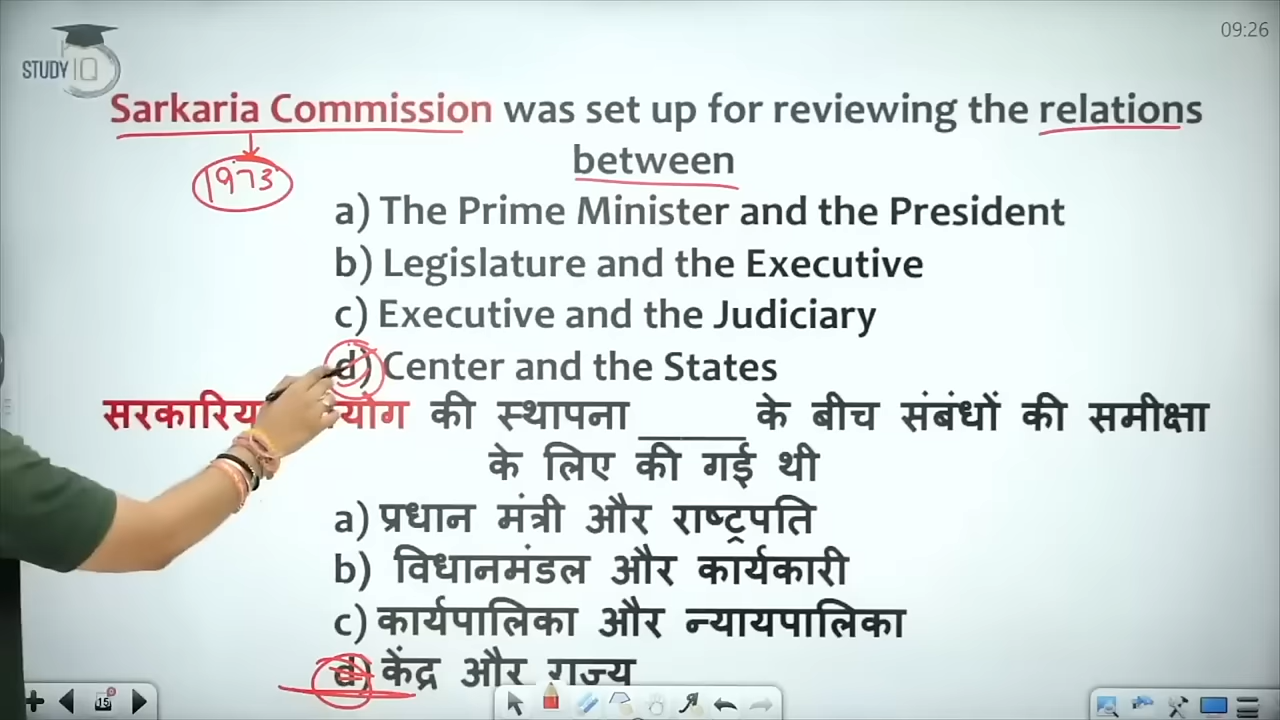 09:26
STUDY IQ
Sarkaria Commission was set up for reviewing the relations
between
1973
a) The Prime Minister and the President
b) Legislature and the Executive
c) Executive and the Judiciary
d) Center and the States
की स्थापना ______ के बीच संबंधों की समीक्षा
के लिए की गई थी
a) प्रधान मंत्री और राष्ट्रपति
b) विधानमंडल और कार्यकारी
c) कार्यपालिका और न्यायपालिका
d) केंद्र और राज्य
15